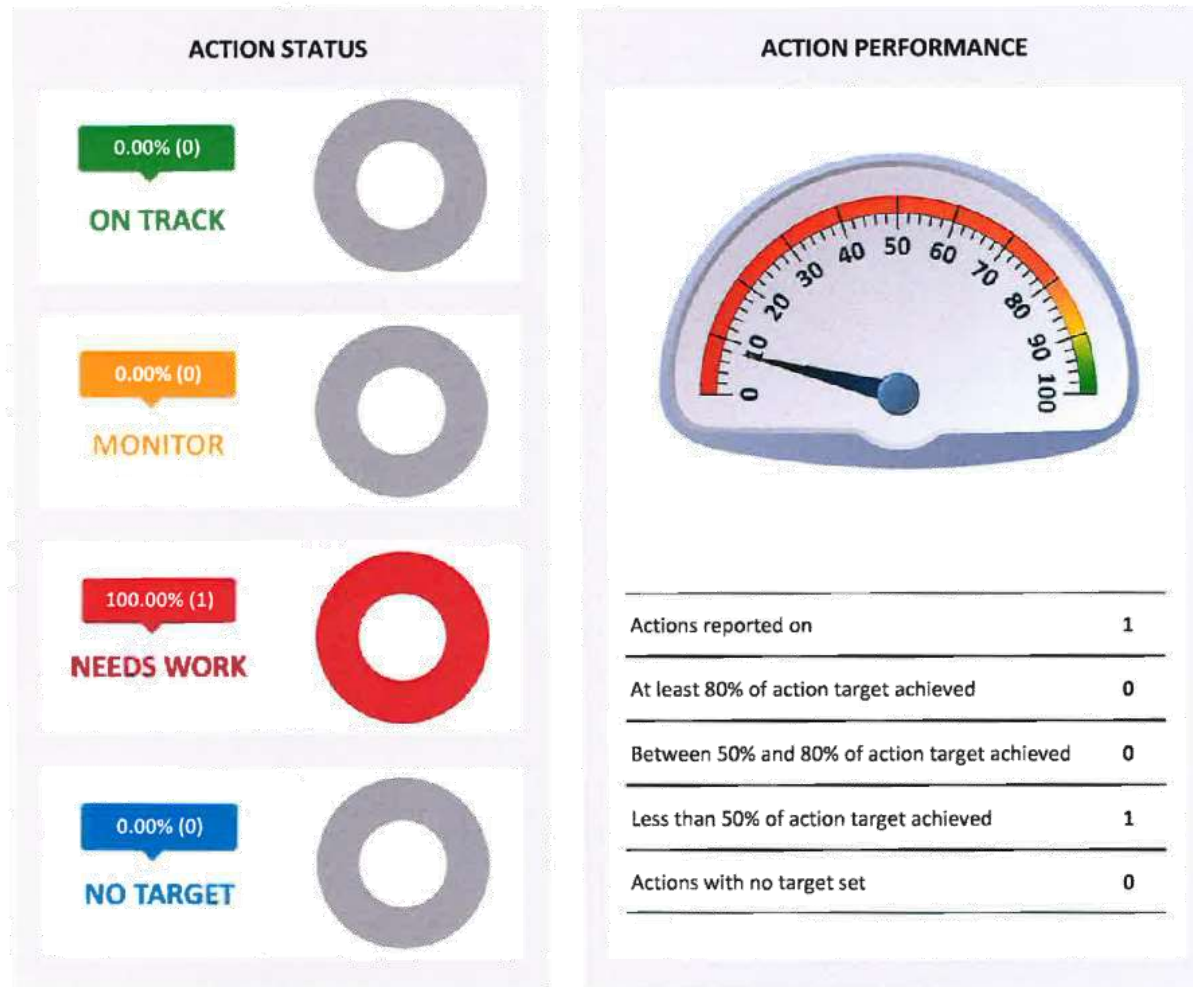 ACTION STATUS
0.00% (0)
ON TRACK
0.00% (0)
MONITOR
100.00% (1)
NEEDS WORK
0.00% (0)
NO TARGET
ACTION PERFORMANCE
0
10
20
30
40
50
60
70
80
90
100
Actions reported on 1
At least 80% of action target achieved 0
Between 50% and 80% of action target achieved 0
Less than 50% of action target achieved 1
Actions with no target set 0